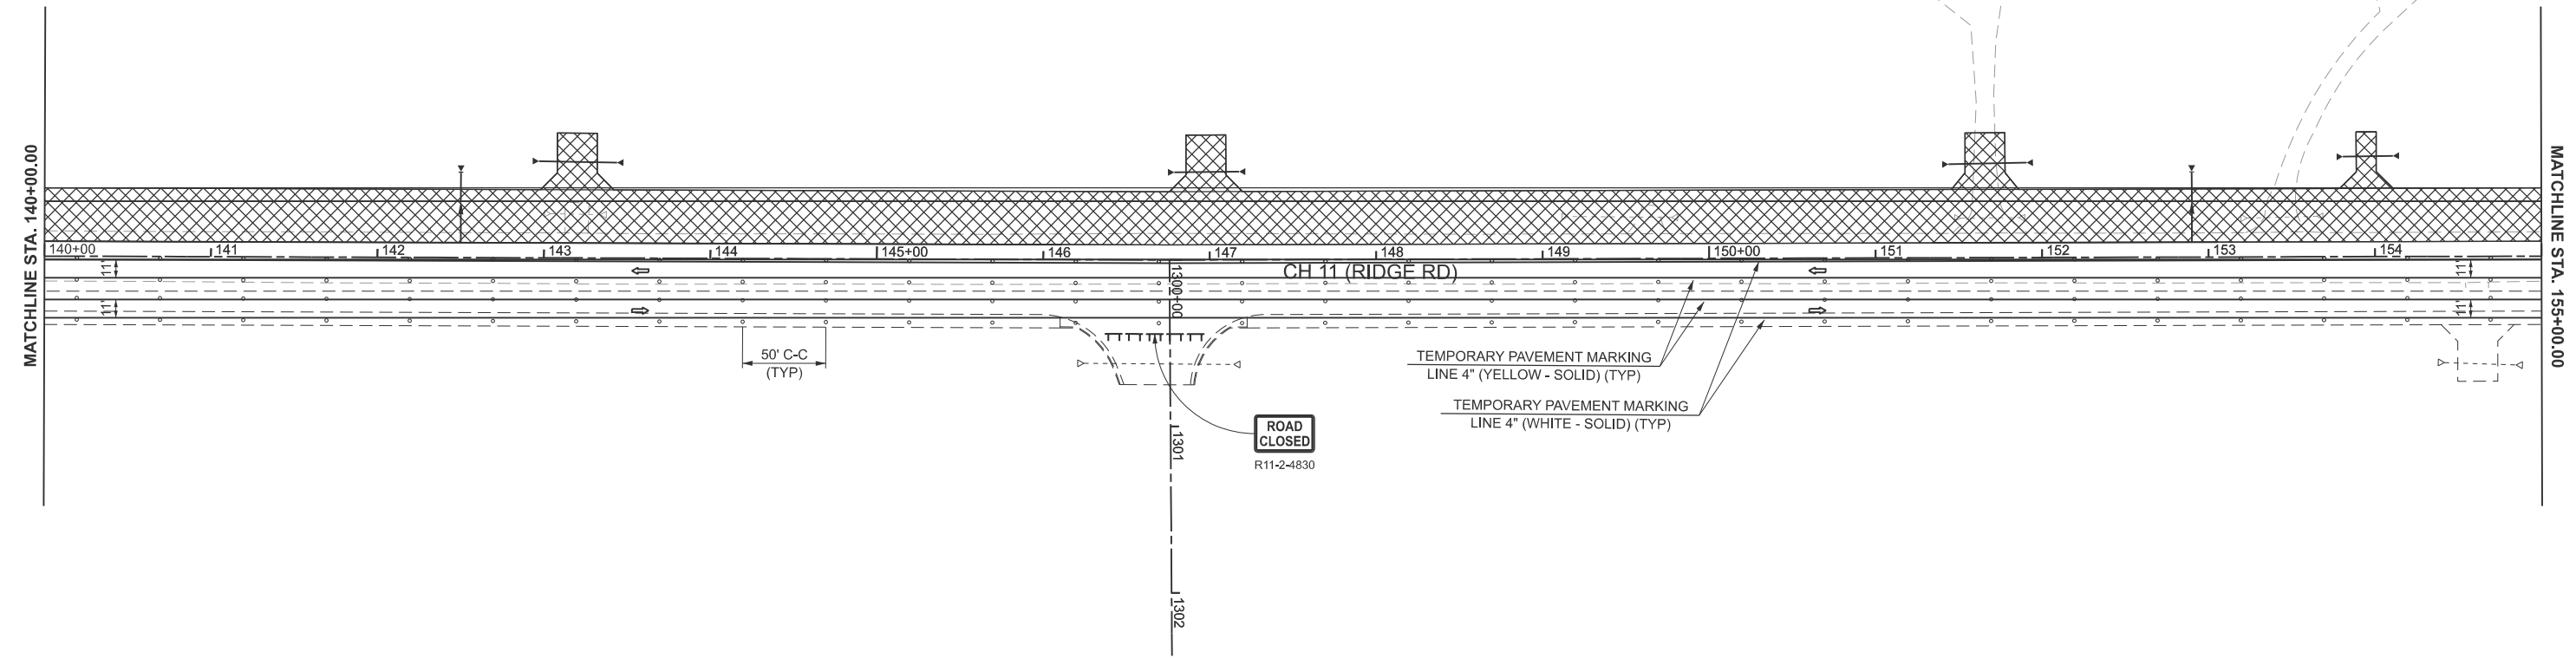 MATCHLINE STA. 140+00.00
140+00
141
142
143
144
145+00
146
147
148
149
150+00
151
152
153
154
MATCHLINE STA. 155+00.00
11'
11'
11'
11'
CH 11 (RIDGE RD)
1300+00
1301
1302
50' C-C
(TYP)
TEMPORARY PAVEMENT MARKING
LINE 4" (YELLOW - SOLID) (TYP)
TEMPORARY PAVEMENT MARKING
LINE 4" (WHITE - SOLID) (TYP)
ROAD
CLOSED
R11-2-4830